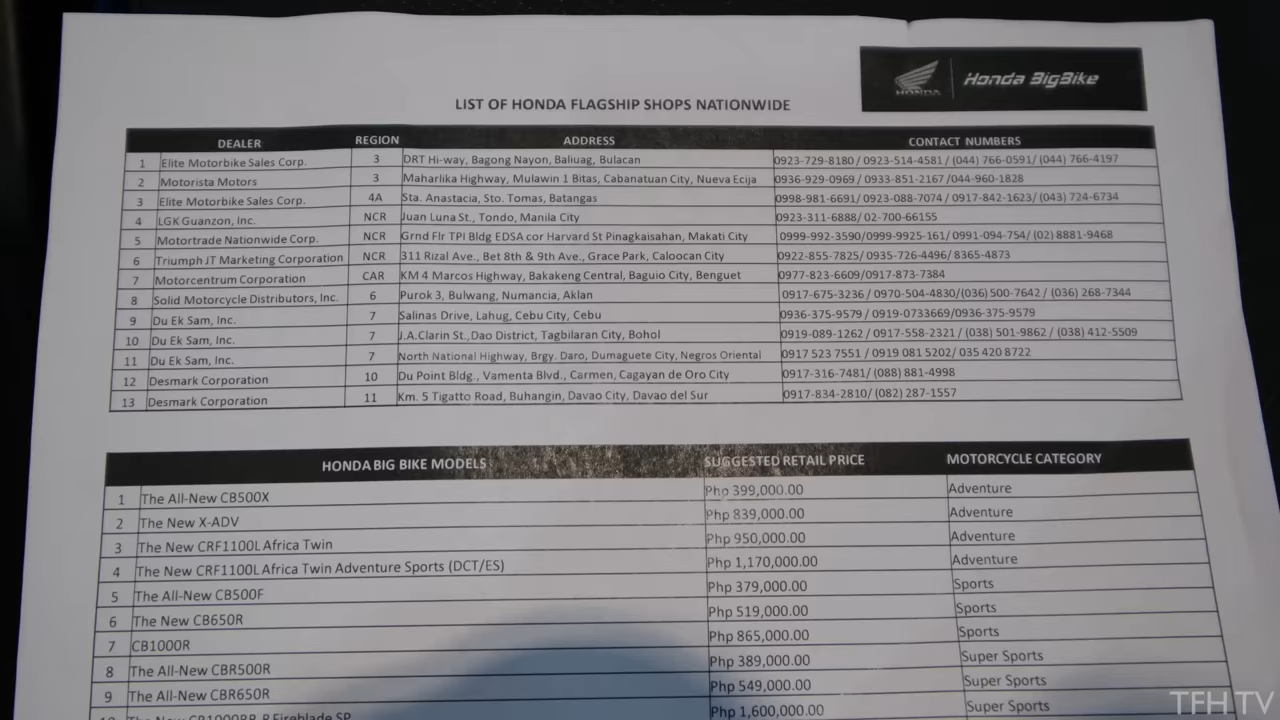 HONDA
Honda BigBike
LIST OF HONDA FLAGSHIP SHOPS NATIONWIDE
DEALER REGION ADDRESS CONTACT NUMBERS
1 Elite Motorbike Sales Corp. 3 DRT Hi-way, Bagong Nayon, Baliuag, Bulacan 0923-729-8180 / 0923-514-4581 / (044) 766-0591/ (044) 766-4197
2 Motorista Motors 3 Maharlika Highway, Mulawin 1 Bitas, Cabanatuan City, Nueva Ecija 0936-929-0969/ 0933-851-2167 /044-960-1828
3 Elite Motorbike Sales Corp. 4A Sta. Anastacia, Sto. Tomas, Batangas 0998-981-6691/ 0923-088-7074 / 0917-842-1623/ (043) 724-6734
4 LGK Guanzon, Inc. NCR Juan Luna St., Tondo, Manila City 0923-311-6888/ 02-700-66155
5 Motortrade Nationwide Corp. NCR Grnd Flr TPI Bldg EDSA cor Harvard St Pinagkaisahan, Makati City 0999-992-3590/0999-9925-161/ 0991-094-754/ (02) 8881-9468
6 Triumph JT Marketing Corporation NCR 311 Rizal Ave., Bet 8th & 9th Ave., Grace Park, Caloocan City 0922-855-7825/ 0935-726-4496/ 8365-4873
7 Motorcentrum Corporation CAR KM 4 Marcos Highway, Bakakeng Central, Baguio City, Benguet 0977-823-6609/0917-873-7384
8 Solid Motorcycle Distributors, Inc. 6 Purok 3, Bulwang, Numancia, Aklan 0917-675-3236 / 0970-504-4830/(036) 500-7642 / (036) 268-7344
9 Du Ek Sam, Inc. 7 Salinas Drive, Lahug, Cebu City, Cebu 0936-375-9579 / 0919-0733669/0936-375-9579
10 Du Ek Sam, Inc. 7 J.A.Clarin St., Dao District, Tagbilaran City, Bohol 0919-089-1262 / 0917-558-2321 / (038) 501-9862 / (038) 412-5509
11 Du Ek Sam, Inc. 7 North National Highway, Brgy. Daro, Dumaguete City, Negros Oriental 0917 523 7551 / 0919 081 5202/ 035 420 8722
12 Desmark Corporation 10 Du Point Bldg., Vamenta Blvd., Carmen, Cagayan de Oro City 0917-316-7481/ (088) 881-4998
13 Desmark Corporation 11 Km. 5 Tigatto Road, Buhangin, Davao City, Davao del Sur 0917-834-2810/ (082) 287-1557
HONDA BIG BIKE MODELS SUGGESTED RETAIL PRICE MOTORCYCLE CATEGORY
1 The All-New CB500X Php 399,000.00 Adventure
2 The New X-ADV Php 839,000.00 Adventure
3 The New CRF1100L Africa Twin Php 950,000.00 Adventure
4 The New CRF1100L Africa Twin Adventure Sports (DCT/ES) Php 1,170,000.00 Adventure
5 The All-New CB500F Php 379,000.00 Sports
6 The New CB650R Php 519,000.00 Sports
7 CB1000R Php 865,000.00 Sports
8 The All-New CBR500R Php 389,000.00 Super Sports
9 The All-New CBR650R Php 549,000.00 Super Sports
10 The New CB1000RR-R Fireblade SP Php 1,600,000.00 Super Sports
TFH.TV